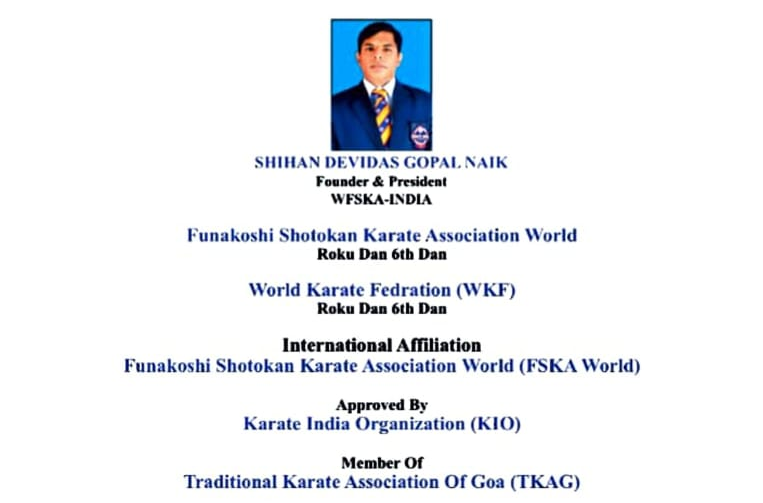 SHIHAN DEVIDAS GOPAL NAIK
Founder & President
WFSKA-INDIA
Funakoshi Shotokan Karate Association World
Roku Dan 6th Dan
World Karate Fedration (WKF)
Roku Dan 6th Dan
International Affiliation
Funakoshi Shotokan Karate Association World (FSKA World)
Approved By
Karate India Organization (KIO)
Member Of
Traditional Karate Association Of Goa (TKAG)